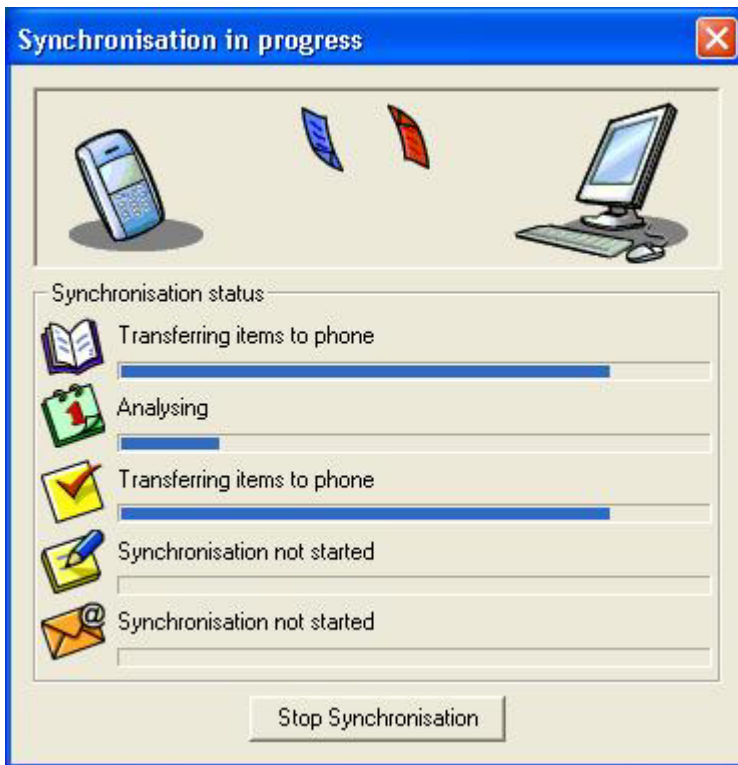 Synchronisation in progress
Synchronisation status
Transferring items to phone
Analysing
1
Transferring items to phone
Synchronisation not started
Synchronisation not started
@
Stop Synchronisation